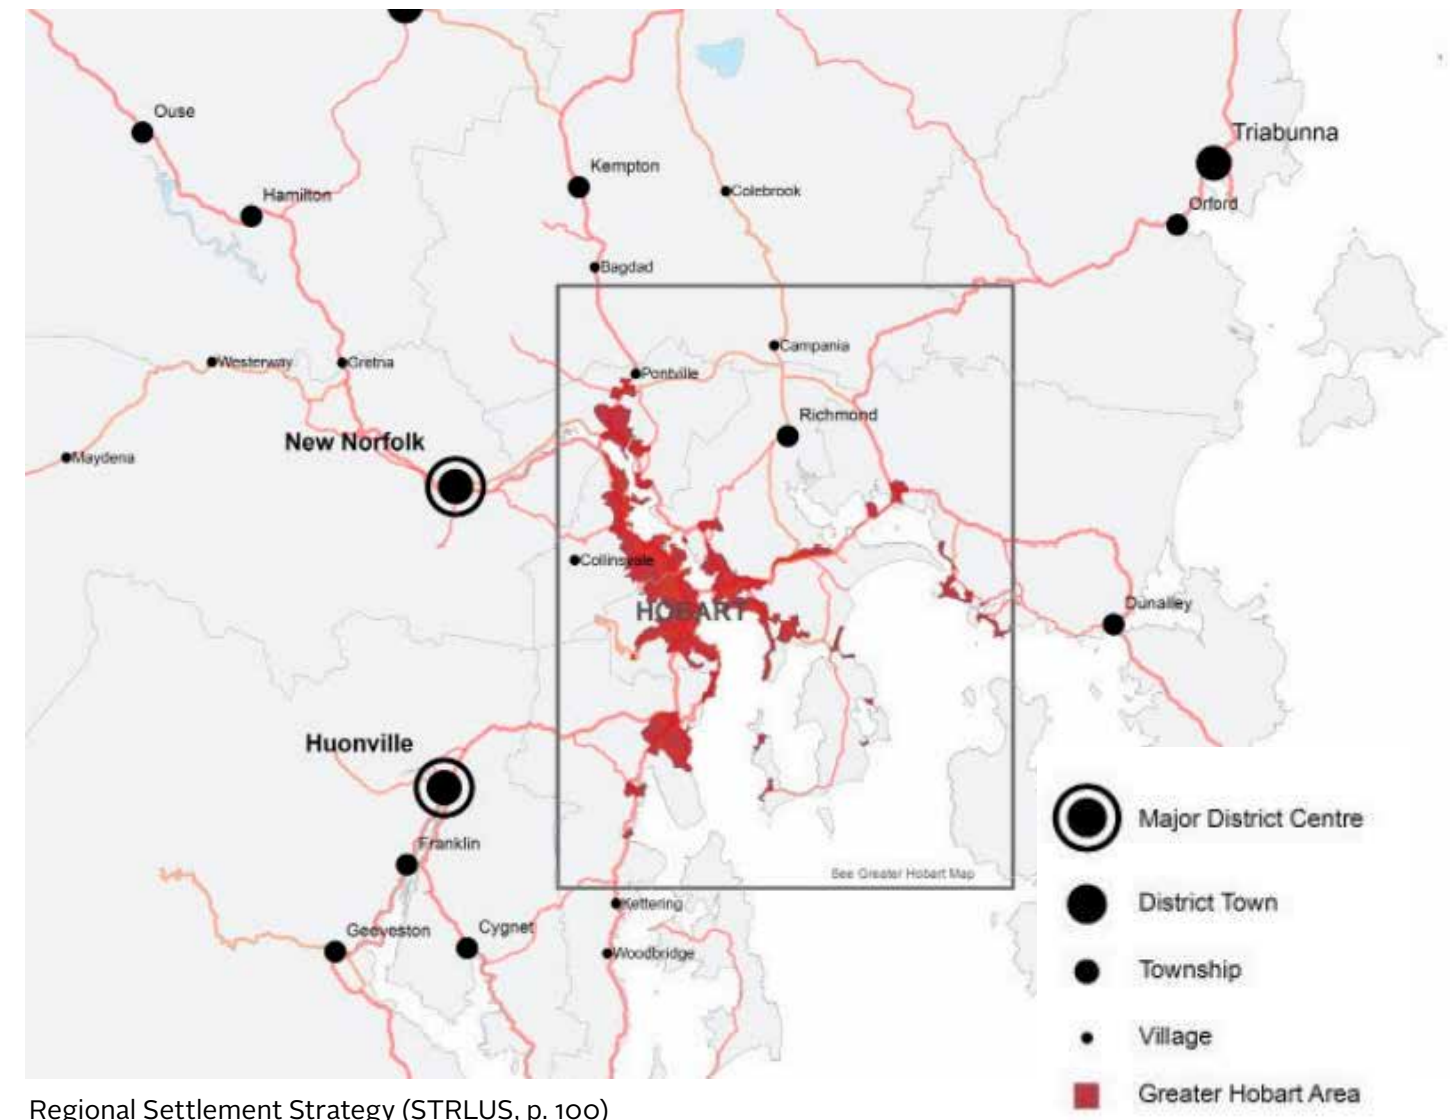 Ouse
Triabunna
Kempton
Colebrook
Hamilton
Orford
Bagdad
Campania
Westerway
Gretna
Pontville
Richmond
New Norfolk
Maydena
Collinsvale
HOBART
Dunalley
Huonville
Franklin
See Greater Hobart Map
Kettering
Geeveston
Cygnet
Woodbridge
Major District Centre
District Town
Township
Village
Greater Hobart Area
Regional Settlement Strategy (STRLUS, p. 100)